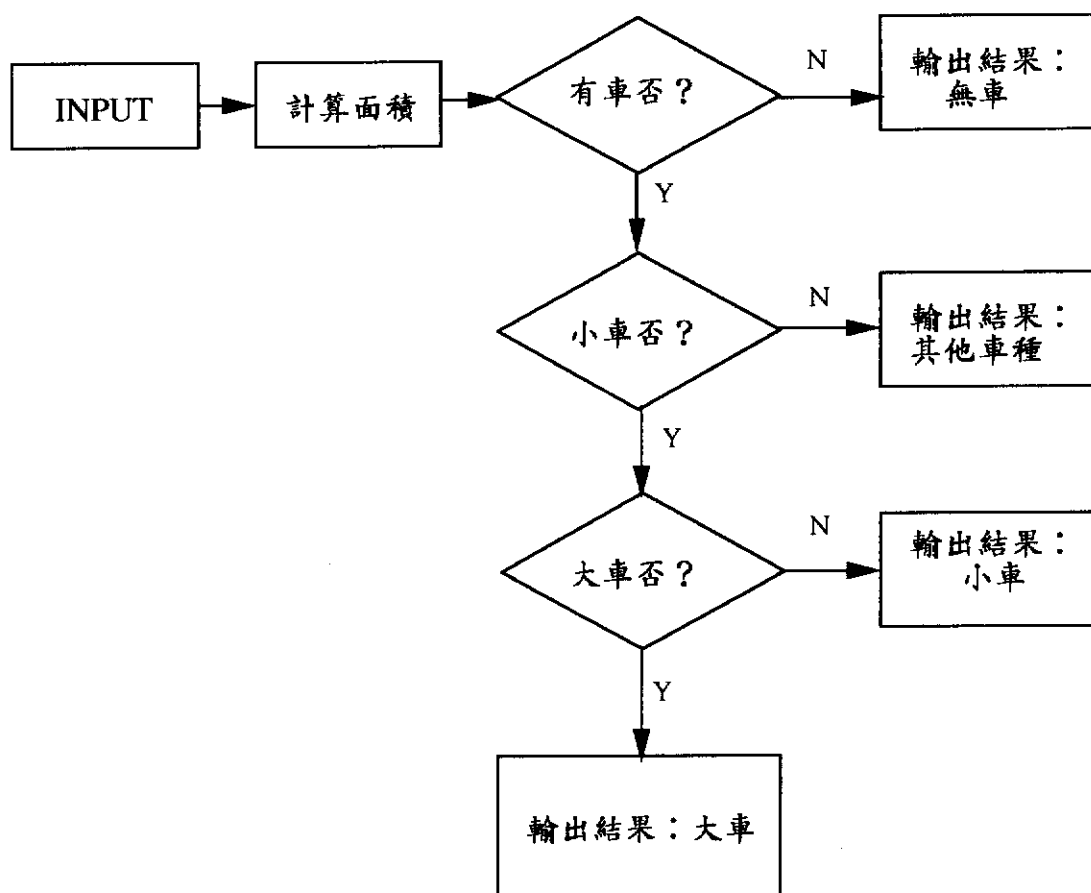 INPUT
計算面積
有車否？
N
輸出結果：
無車
Y
小車否？
N
輸出結果：
其他車種
Y
大車否？
N
輸出結果：
小車
Y
輸出結果：大車